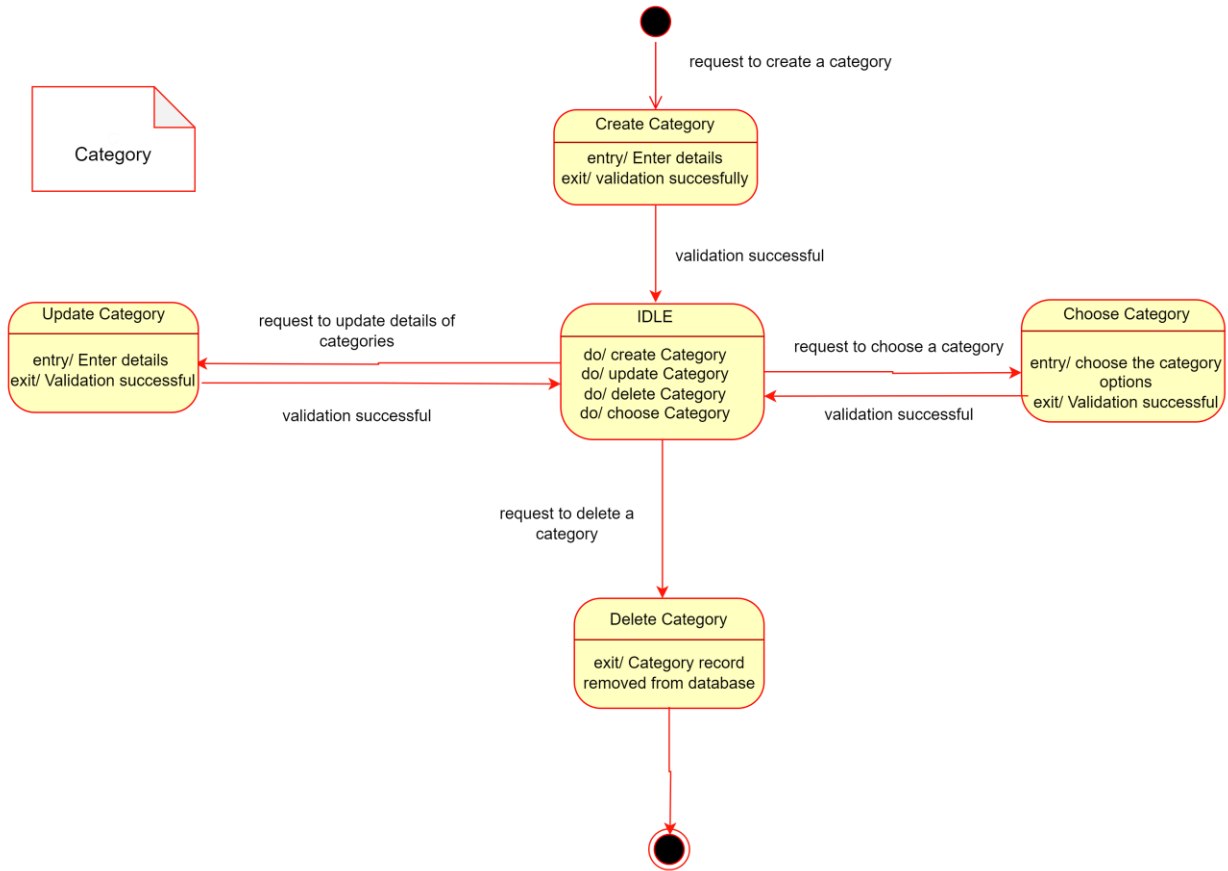 request to create a category
Category
Create Category
entry/ Enter details
exit/ validation succesfully
validation successful
Update Category
entry/ Enter details
exit/ Validation successful
request to update details of
categories
validation successful
IDLE
do/ create Category
do/ update Category
do/ delete Category
do/ choose Category
request to choose a category
validation successful
Choose Category
entry/ choose the category
options
exit/ Validation successful
request to delete a
category
Delete Category
exit/ Category record
removed from database